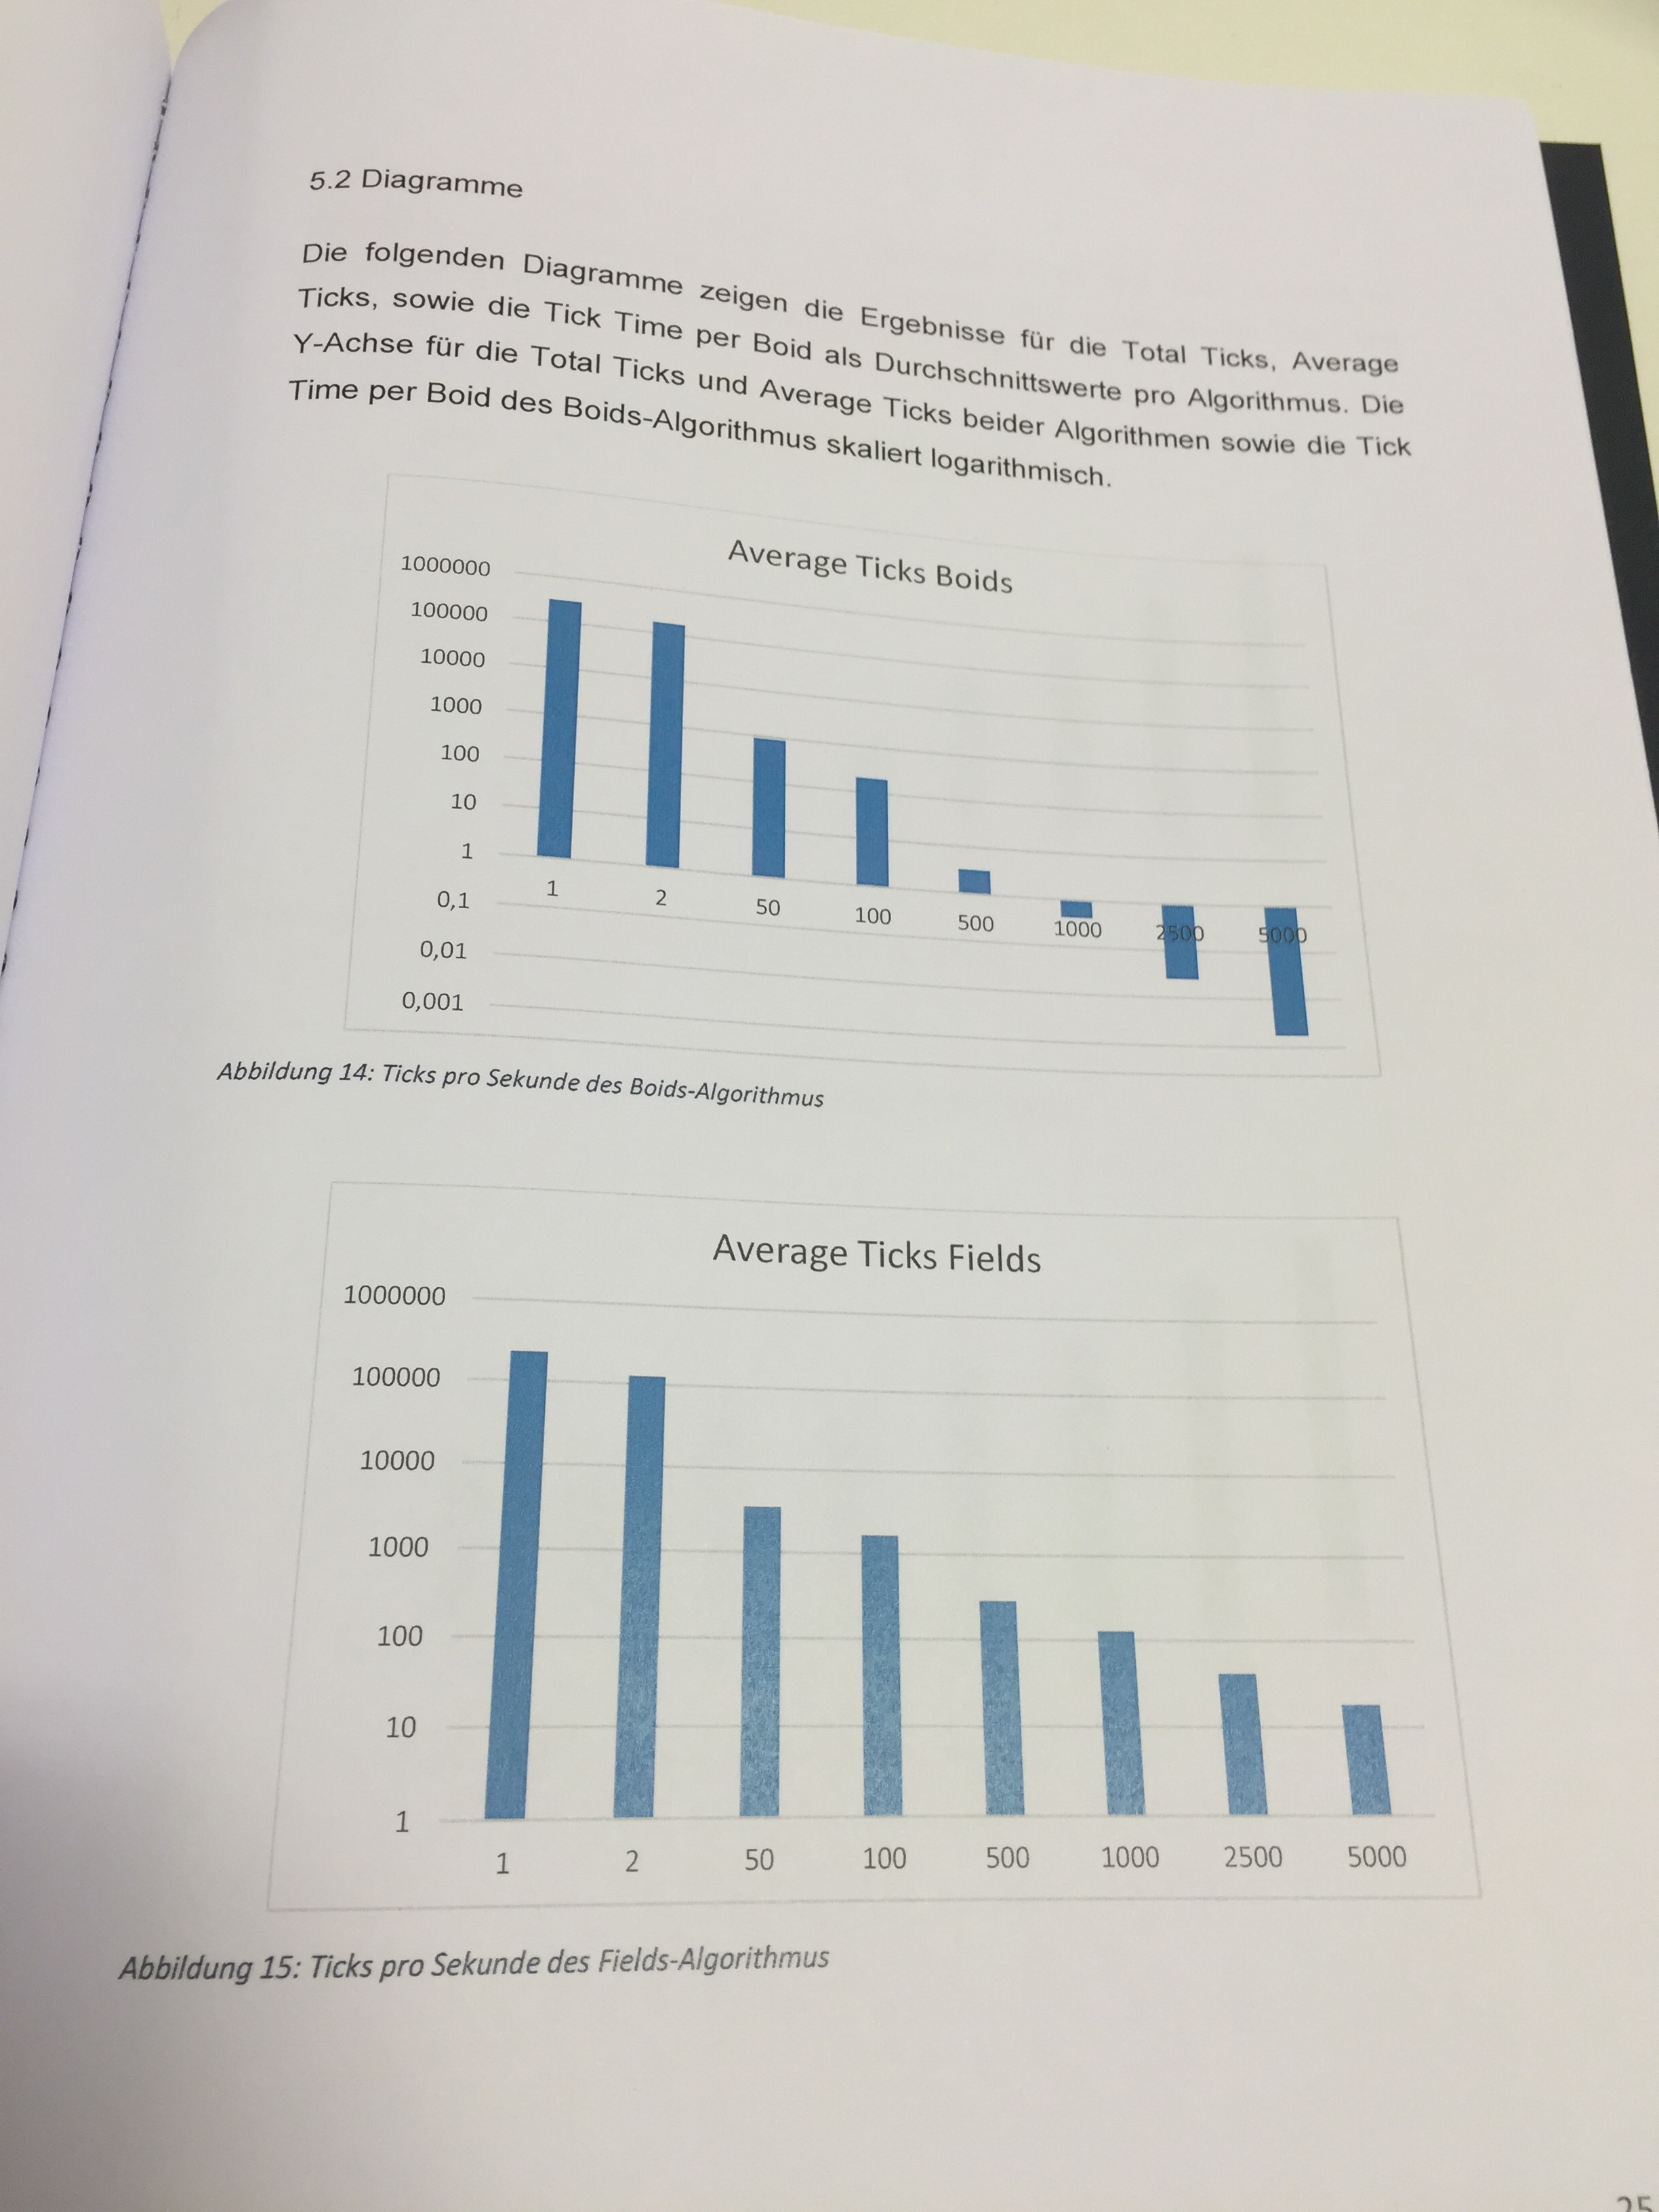 5.2 Diagramme
Die folgenden Diagramme zeigen die Ergebnisse für die Total Ticks, Average
Ticks, sowie die Tick Time per Boid als Durchschnittswerte pro Algorithmus. Die
Y-Achse für die Total Ticks und Average Ticks beider Algorithmen sowie die Tick
Time per Boid des Boids-Algorithmus skaliert logarithmisch.
Average Ticks Boids
1000000
100000
10000
1000
100
10
1
0,1
0,01
0,001
1 2 50 100 500 1000 2500 5000
Abbildung 14: Ticks pro Sekunde des Boids-Algorithmus
Average Ticks Fields
1000000
100000
10000
1000
100
10
1
1 2 50 100 500 1000 2500 5000
Abbildung 15: Ticks pro Sekunde des Fields-Algorithmus
25